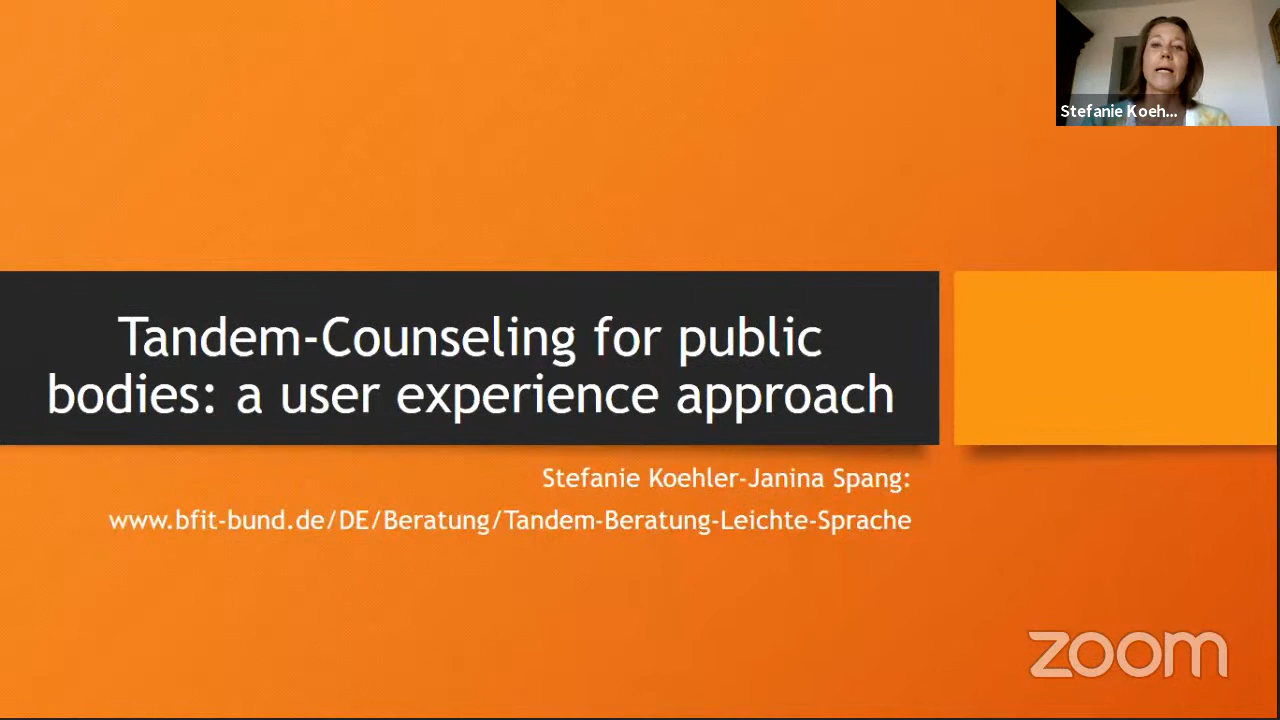 Stefanie Koeh...
Tandem-Counseling for public
bodies: a user experience approach
Stefanie Koehler-Janina Spang:
www.bfit-bund.de/DE/Beratung/Tandem-Beratung-Leichte-Sprache
zoom